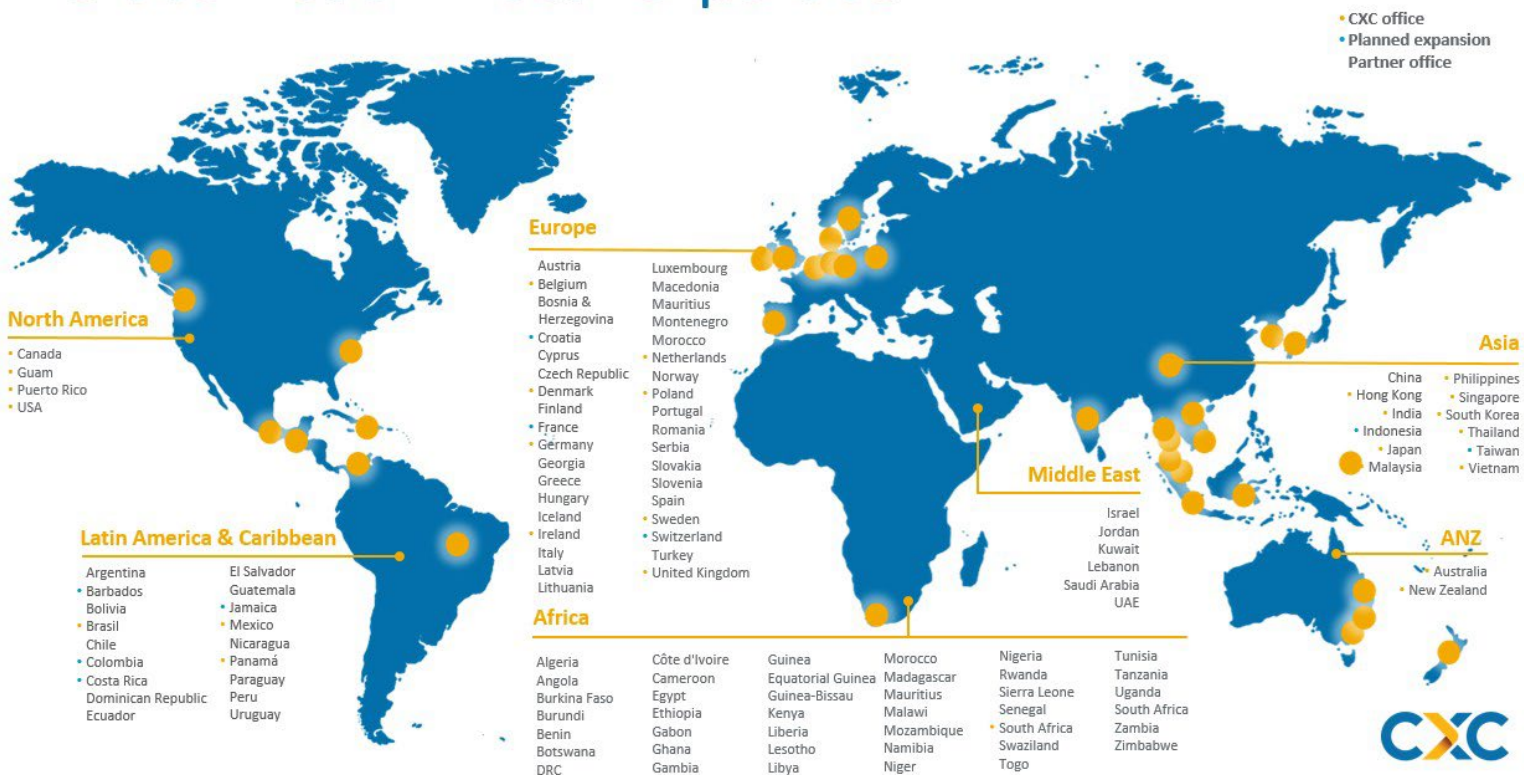 • CXC office
• Planned expansion
Partner office
Europe
Austria
• Belgium
Bosnia &
Herzegovina
• Croatia
Cyprus
Czech Republic
• Denmark
Finland
• France
• Germany
Georgia
Greece
Hungary
Iceland
• Ireland
Italy
Latvia
Lithuania
Luxembourg
Macedonia
Mauritius
Montenegro
Morocco
• Netherlands
Norway
• Poland
Portugal
Romania
Serbia
Slovakia
Slovenia
Spain
• Sweden
• Switzerland
Turkey
• United Kingdom
North America
• Canada
• Guam
• Puerto Rico
• USA
Asia
China
• Hong Kong
• India
• Indonesia
• Japan
Malaysia
• Philippines
• Singapore
• South Korea
• Thailand
• Taiwan
• Vietnam
Middle East
Israel
Jordan
Kuwait
Lebanon
Saudi Arabia
UAE
Latin America & Caribbean
Argentina
• Barbados
Bolivia
• Brasil
Chile
• Colombia
• Costa Rica
Dominican Republic
Ecuador
El Salvador
Guatemala
• Jamaica
• Mexico
Nicaragua
• Panamá
Paraguay
Peru
Uruguay
ANZ
• Australia
• New Zealand
Africa
Algeria
Angola
Burkina Faso
Burundi
Benin
Botswana
DRC
Côte d'Ivoire
Cameroon
Egypt
Ethiopia
Gabon
Ghana
Gambia
Guinea
Equatorial Guinea
Guinea-Bissau
Kenya
Liberia
Lesotho
Libya
Morocco
Madagascar
Mauritius
Malawi
Mozambique
Namibia
Niger
Nigeria
Rwanda
Sierra Leone
Senegal
• South Africa
Swaziland
Togo
Tunisia
Tanzania
Uganda
South Africa
Zambia
Zimbabwe
CXC